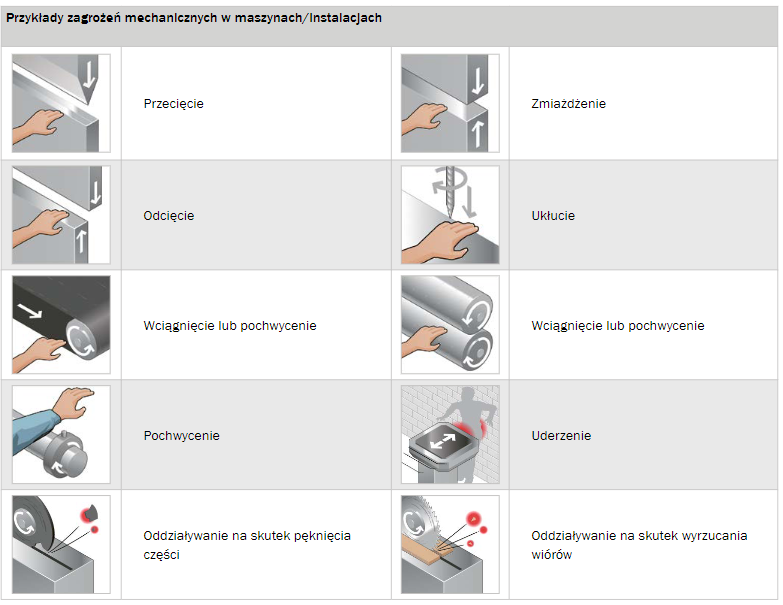 Przykłady zagrożeń mechanicznych w maszynach/instalacjach
Przecięcie
Zmiażdżenie
Odcięcie
Ukłucie
Wciągnięcie lub pochwycenie
Wciągnięcie lub pochwycenie
Pochwycenie
Uderzenie
Oddziaływanie na skutek pęknięcia
części
Oddziaływanie na skutek wyrzucania
wiórów